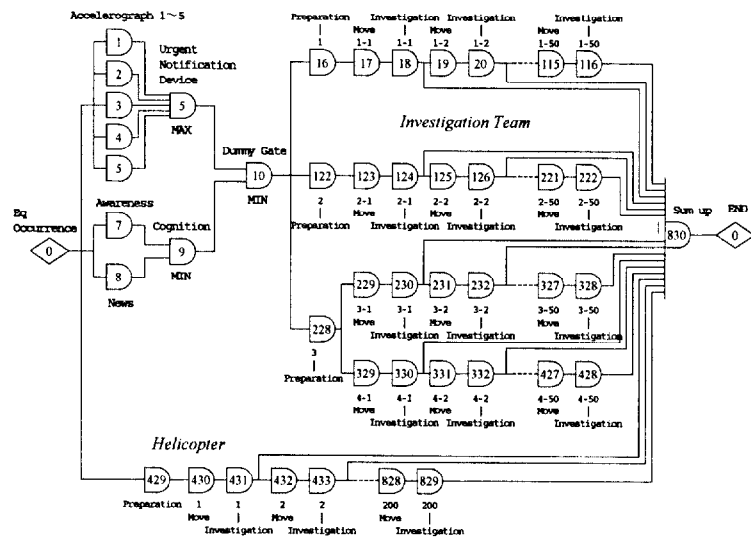 Accelerograph 1～5
Urgent
Notification
Device
1
2
3
4
5
5
MAX
Eq
Occurrence
0
Awareness
7
8
News
Cognition
9
MIN
Dummy Gate
10
MIN
Preparation
1
Move
1-1
Investigation
1-1
Move
1-2
Investigation
1-2
Move
1-50
Investigation
1-50
16
17
18
19
20
115
116
Investigation Team
122
123
124
125
126
221
222
2
Preparation
2-1
Move
2-1
Investigation
2-2
Move
2-2
Investigation
2-50
Move
2-50
Investigation
Sum up
830
END
0
228
3
Preparation
229
230
231
232
327
328
3-1
Move
3-1
Investigation
3-2
Move
3-2
Investigation
3-50
Move
3-50
Investigation
329
330
331
332
427
428
4-1
Move
4-1
Investigation
4-2
Move
4-2
Investigation
4-50
Move
4-50
Investigation
Helicopter
429
430
431
432
433
828
829
Preparation
1
Move
1
Investigation
2
Move
2
Investigation
200
Move
200
Investigation